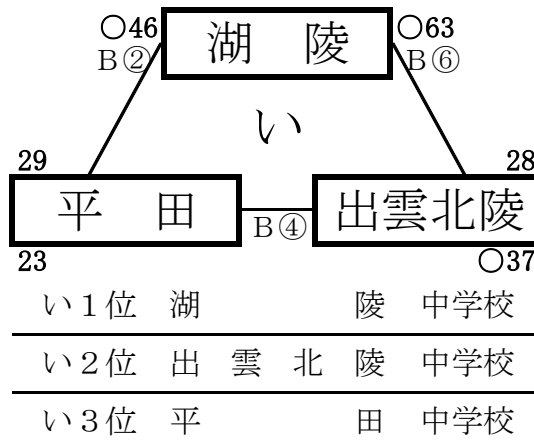 ○46 湖 陵 ○63
B② B⑥
い
29 28
平 田 B④ 出雲北陵
23 ○37
い１位 湖 陵 中学校
い２位 出 雲 北 陵 中学校
い３位 平 田 中学校